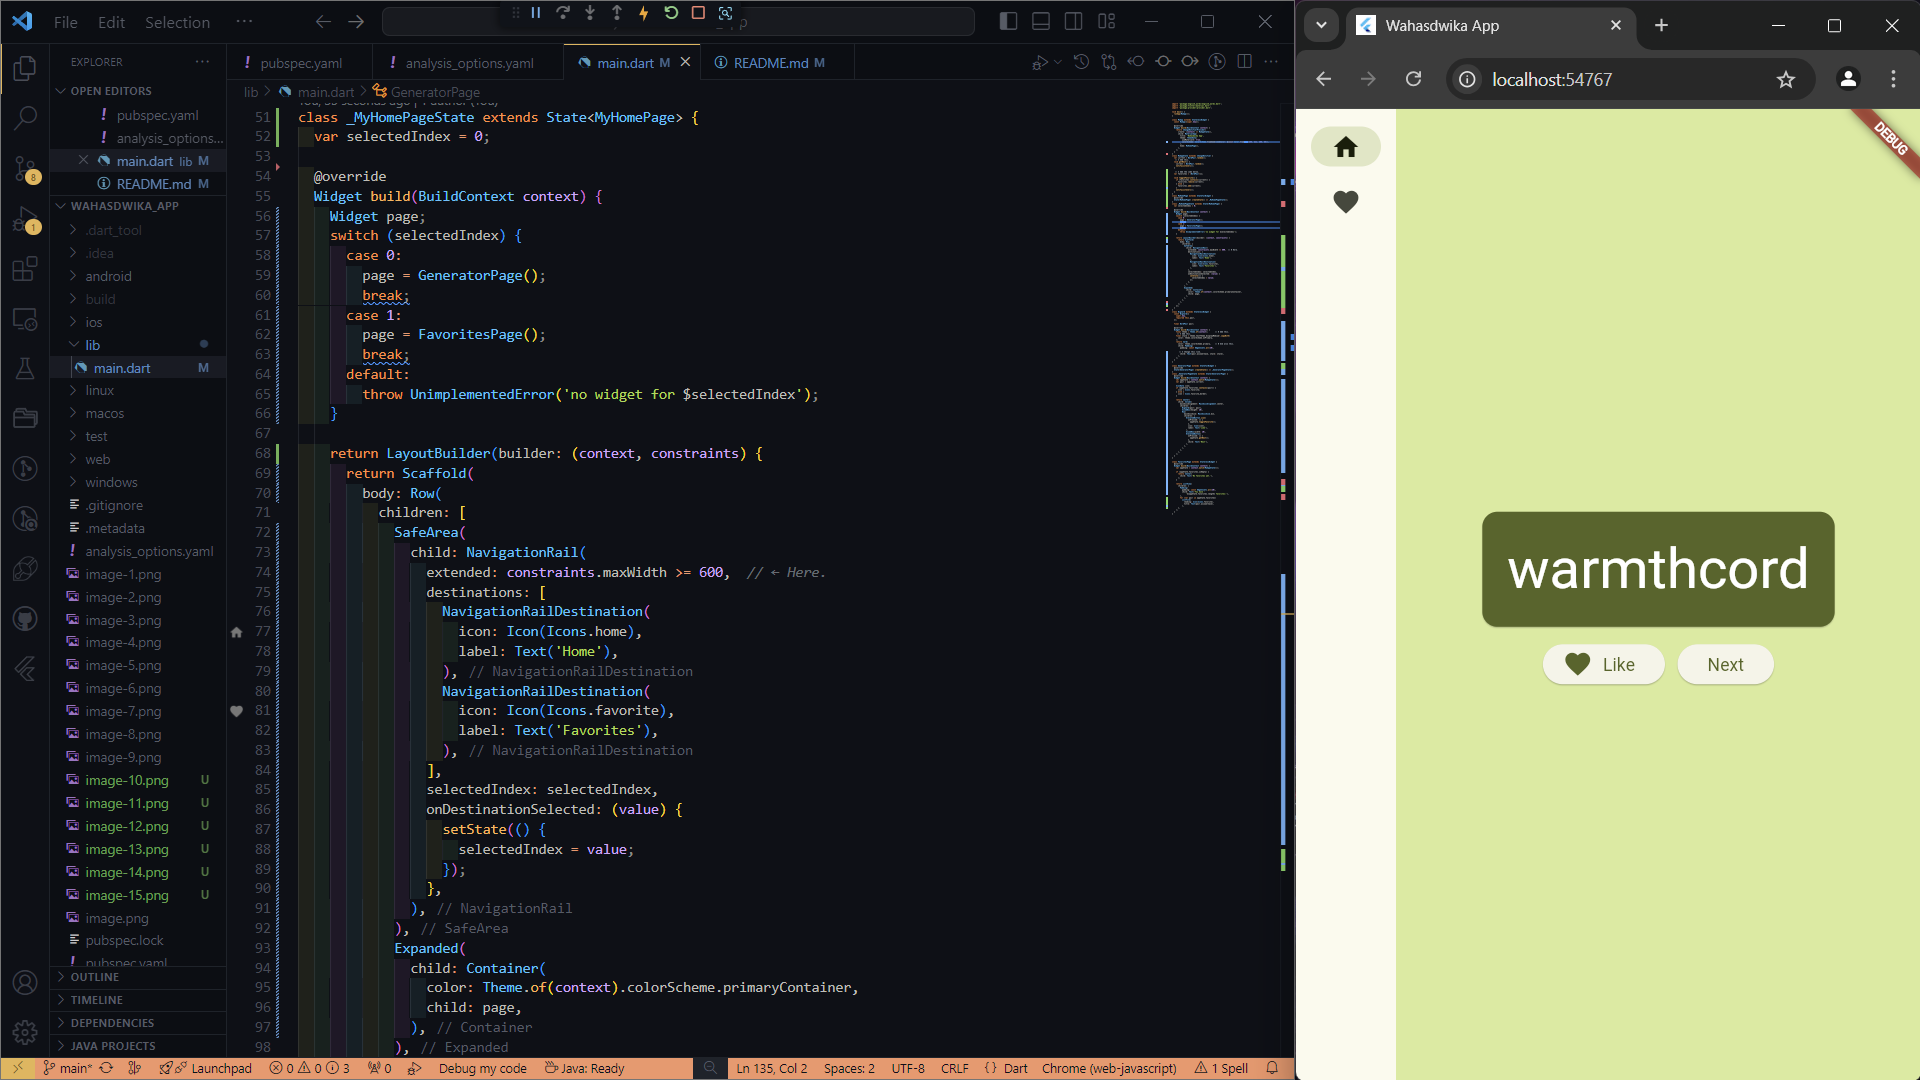 File Edit Selection ···
EXPLORER ···
OPEN EDITORS
! pubspec.yaml
! analysis_options...
main.dart lib M
README.md M
WAHASDWIKA_APP
.dart_tool
.idea
android
build
ios
lib
main.dart M
linux
macos
test
web
windows
.gitignore
.metadata
! analysis_options.yaml
image-1.png
image-2.png
image-3.png
image-4.png
image-5.png
image-6.png
image-7.png
image-8.png
image-9.png
image-10.png U
image-11.png U
image-12.png U
image-13.png U
image-14.png U
image-15.png U
image.png
pubspec.lock
! pubspec.yaml
OUTLINE
TIMELINE
DEPENDENCIES
JAVA PROJECTS
8
1
! pubspec.yaml
! analysis_options.yaml
main.dart M
README.md M
lib > main.dart > GeneratorPage
51 class _MyHomePageState extends State<MyHomePage> {
52 var selectedIndex = 0;
53
54 @override
55 Widget build(BuildContext context) {
56 Widget page;
57 switch (selectedIndex) {
58 case 0:
59 page = GeneratorPage();
60 break;
61 case 1:
62 page = FavoritesPage();
63 break;
64 default:
65 throw UnimplementedError('no widget for $selectedIndex');
66 }
67
68 return LayoutBuilder(builder: (context, constraints) {
69 return Scaffold(
70 body: Row(
71 children: [
72 SafeArea(
73 child: NavigationRail(
74 extended: constraints.maxWidth >= 600, // ← Here.
75 destinations: [
76 NavigationRailDestination(
77 icon: Icon(Icons.home),
78 label: Text('Home'),
79 ), // NavigationRailDestination
80 NavigationRailDestination(
81 icon: Icon(Icons.favorite),
82 label: Text('Favorites'),
83 ), // NavigationRailDestination
84 ],
85 selectedIndex: selectedIndex,
86 onDestinationSelected: (value) {
87 setState(() {
88 selectedIndex = value;
89 });
90 },
91 ), // NavigationRail
92 ), // SafeArea
93 Expanded(
94 child: Container(
95 color: Theme.of(context).colorScheme.primaryContainer,
96 child: page,
97 ), // Container
98 ), // Expanded
main* Launchpad 0 0 3 0 Debug my code Java: Ready Ln 135, Col 2 Spaces: 2 UTF-8 CRLF {} Dart Chrome (web-javascript) 1 Spell
Wahasdwika App
localhost:54767
DEBUG
warmthcord
Like
Next